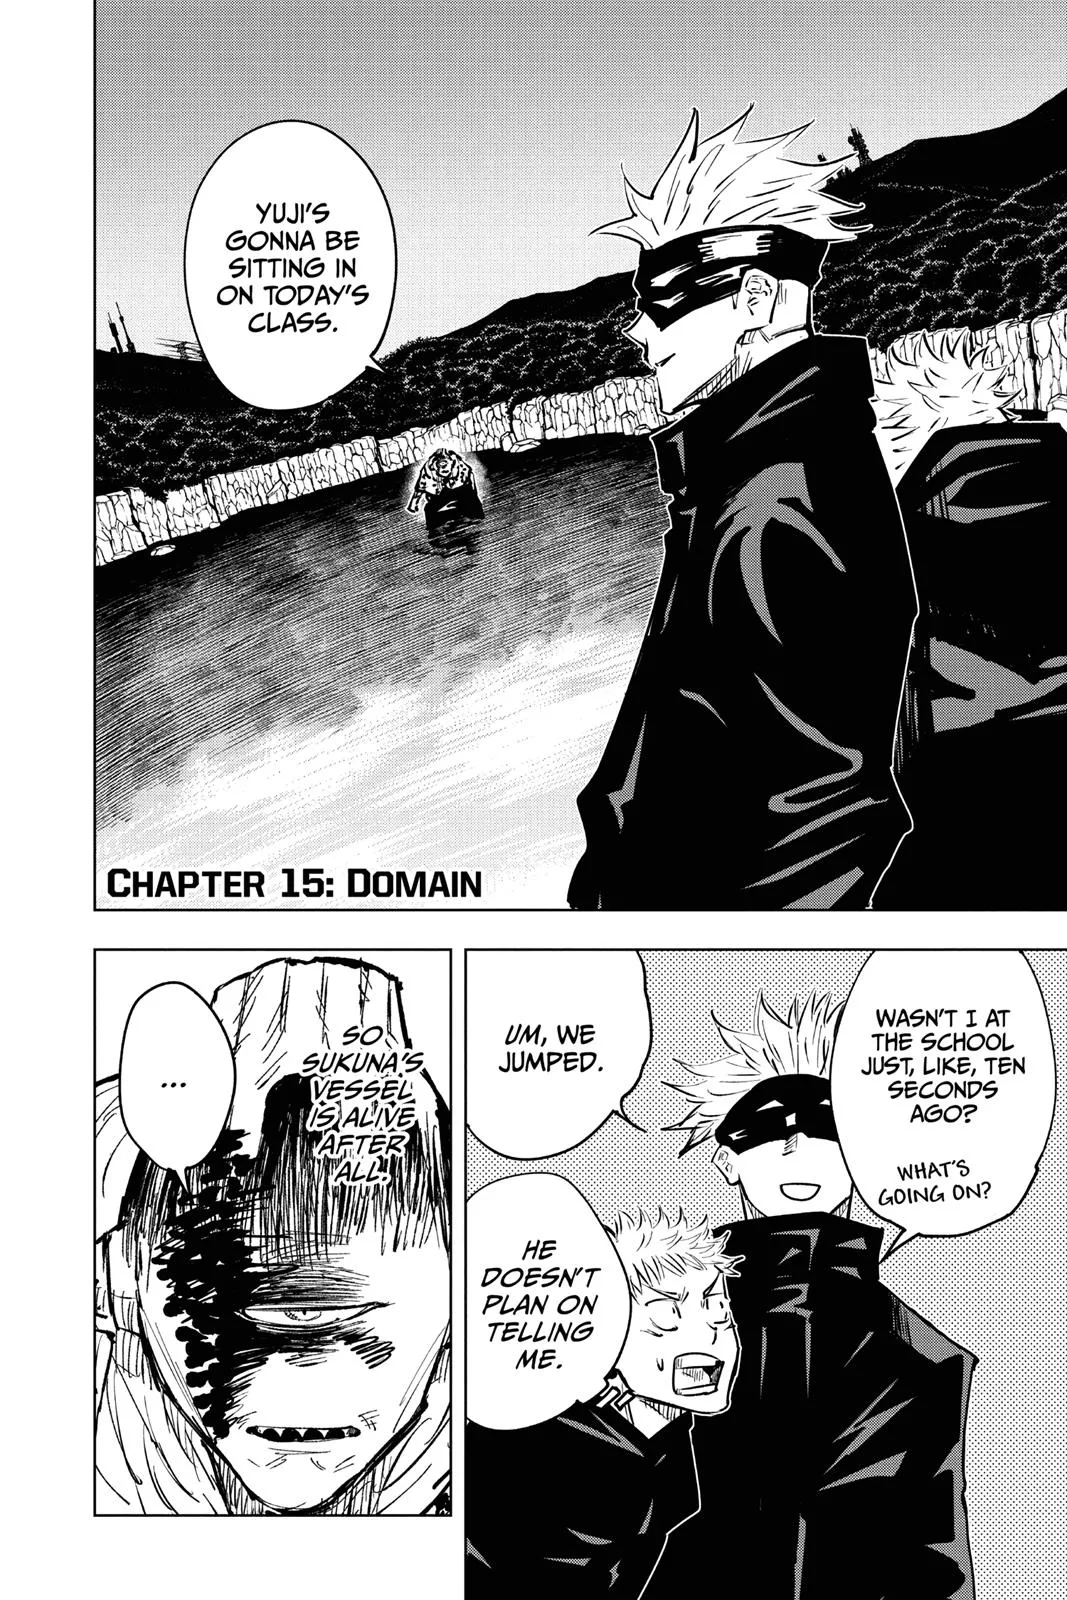 YUJI'S
GONNA BE
SITTING IN
ON TODAY'S
CLASS.
CHAPTER 15: DOMAIN
WASN'T I AT
THE SCHOOL
JUST, LIKE, TEN
SECONDS
AGO?
WHAT'S
GOING ON?
UM, WE
JUMPED.
HE
DOESN'T
PLAN ON
TELLING
ME.
SO
SUKUNA'S
VESSEL
IS ALIVE
AFTER
ALL.
...